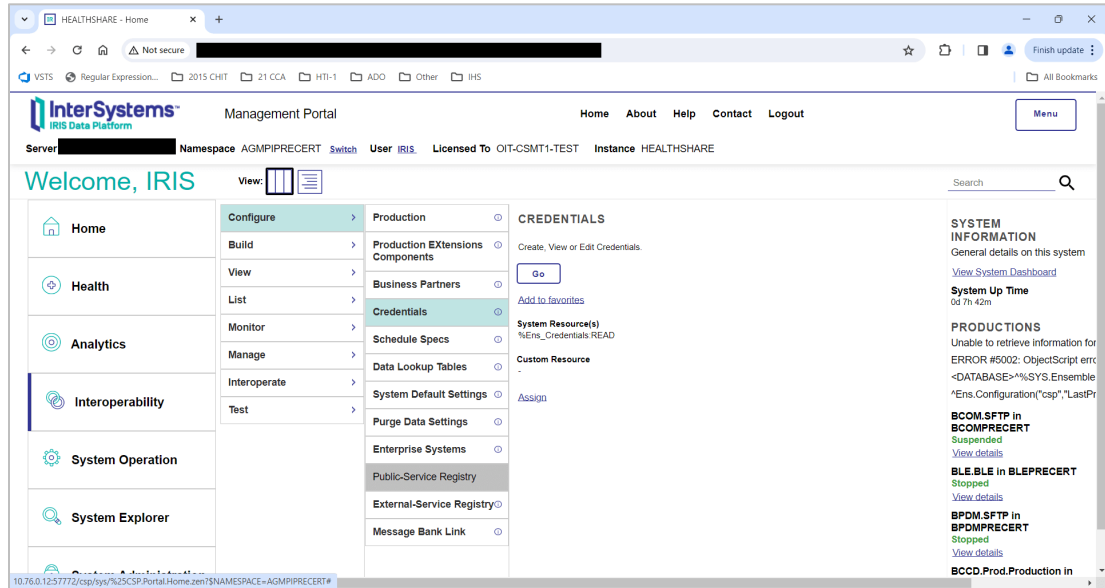 HEALTHSHARE - Home
Not secure
Finish update
VSTS
Regular Expression...
2015 CHIT
21 CCA
HTI-1
ADO
Other
IHS
All Bookmarks
InterSystems™
IRIS Data Platform
Management Portal
Home About Help Contact Logout
Menu
Server
Namespace AGMPIPRECERT Switch User IRIS Licensed To OIT-CSMT1-TEST Instance HEALTHSHARE
Welcome, IRIS
View:
Search
Home
Health
Analytics
Interoperability
System Operation
System Explorer
System Administration
Configure
Build
View
List
Monitor
Manage
Interoperate
Test
Production
Production EXtensions
Components
Business Partners
Credentials
Schedule Specs
Data Lookup Tables
System Default Settings
Purge Data Settings
Enterprise Systems
Public-Service Registry
External-Service Registry
Message Bank Link
CREDENTIALS
Create, View or Edit Credentials.
Go
Add to favorites
System Resource(s)
%Ens_Credentials:READ
Custom Resource
-
Assign
SYSTEM
INFORMATION
General details on this system
View System Dashboard
System Up Time
0d 7h 42m
PRODUCTIONS
Unable to retrieve information for
ERROR #5002: ObjectScript erro
<DATABASE>^%SYS.Ensemble
^Ens.Configuration("csp","LastPr
BCOM.SFTP in
BCOMPRECERT
Suspended
View details
BLE.BLE in BLEPRECERT
Stopped
View details
BPDM.SFTP in
BPDMPRECERT
Stopped
View details
BCCD.Prod.Production in
10.76.0.12:57772/csp/sys/%25CSP.Portal.Home.zen?$NAMESPACE=AGMPIPRECERT#